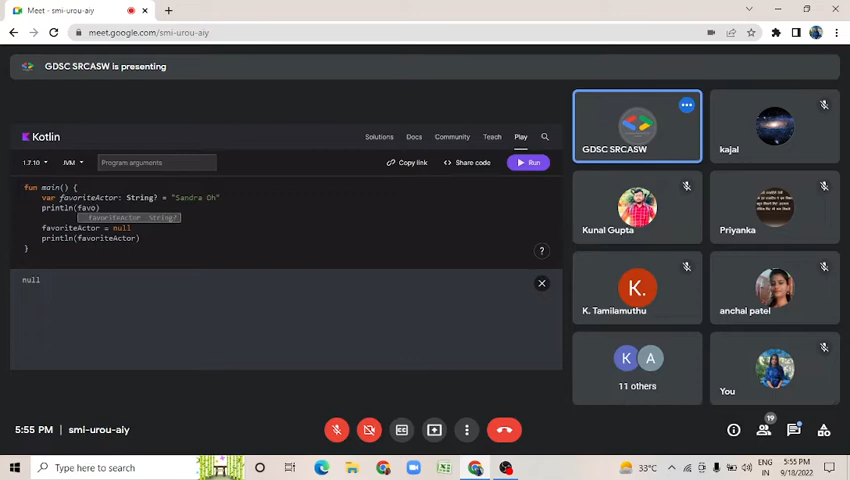 Meet - smi-urou-aiy
meet.google.com/smi-urou-aiy
GDSC SRCASW is presenting
Kotlin
Solutions Docs Community Teach Play
1.7.10 JVM Program arguments Copy link Share code Run
fun main() {
var favoriteActor: String? = "Sandra Oh"
println(favo)
favoriteActor String?
favoriteActor = null
println(favoriteActor)
}
?
null
GDSC SRCASW
kajal
Kunal Gupta
Priyanka
K.
K. Tamilamuthu
anchal patel
K A
11 others
You
5:55 PM smi-urou-aiy
19
Type here to search
33°C
ENG
IN
5:55 PM
9/18/2022